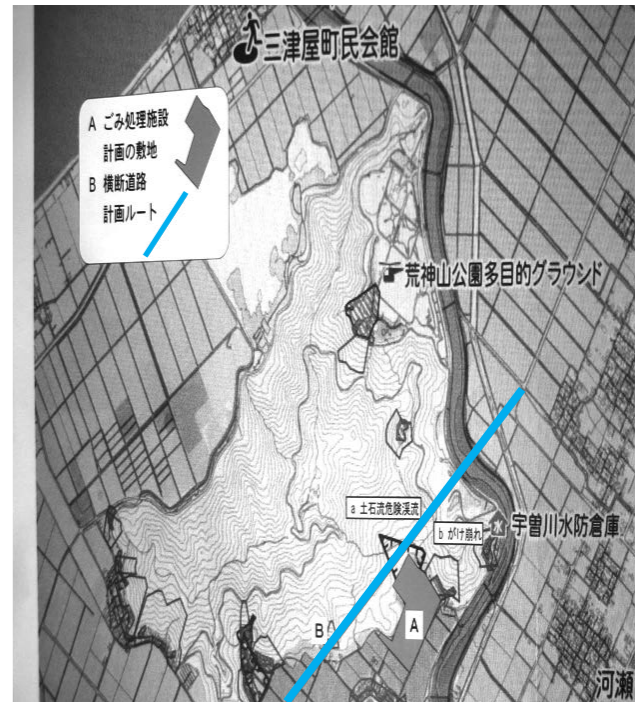 三津屋町民会館
A ごみ処理施設
計画の敷地
B 横断道路
計画ルート
荒神山公園多目的グラウンド
a 土石流危険渓流
b がけ崩れ
水
宇曽川水防倉庫
B
A
河瀬